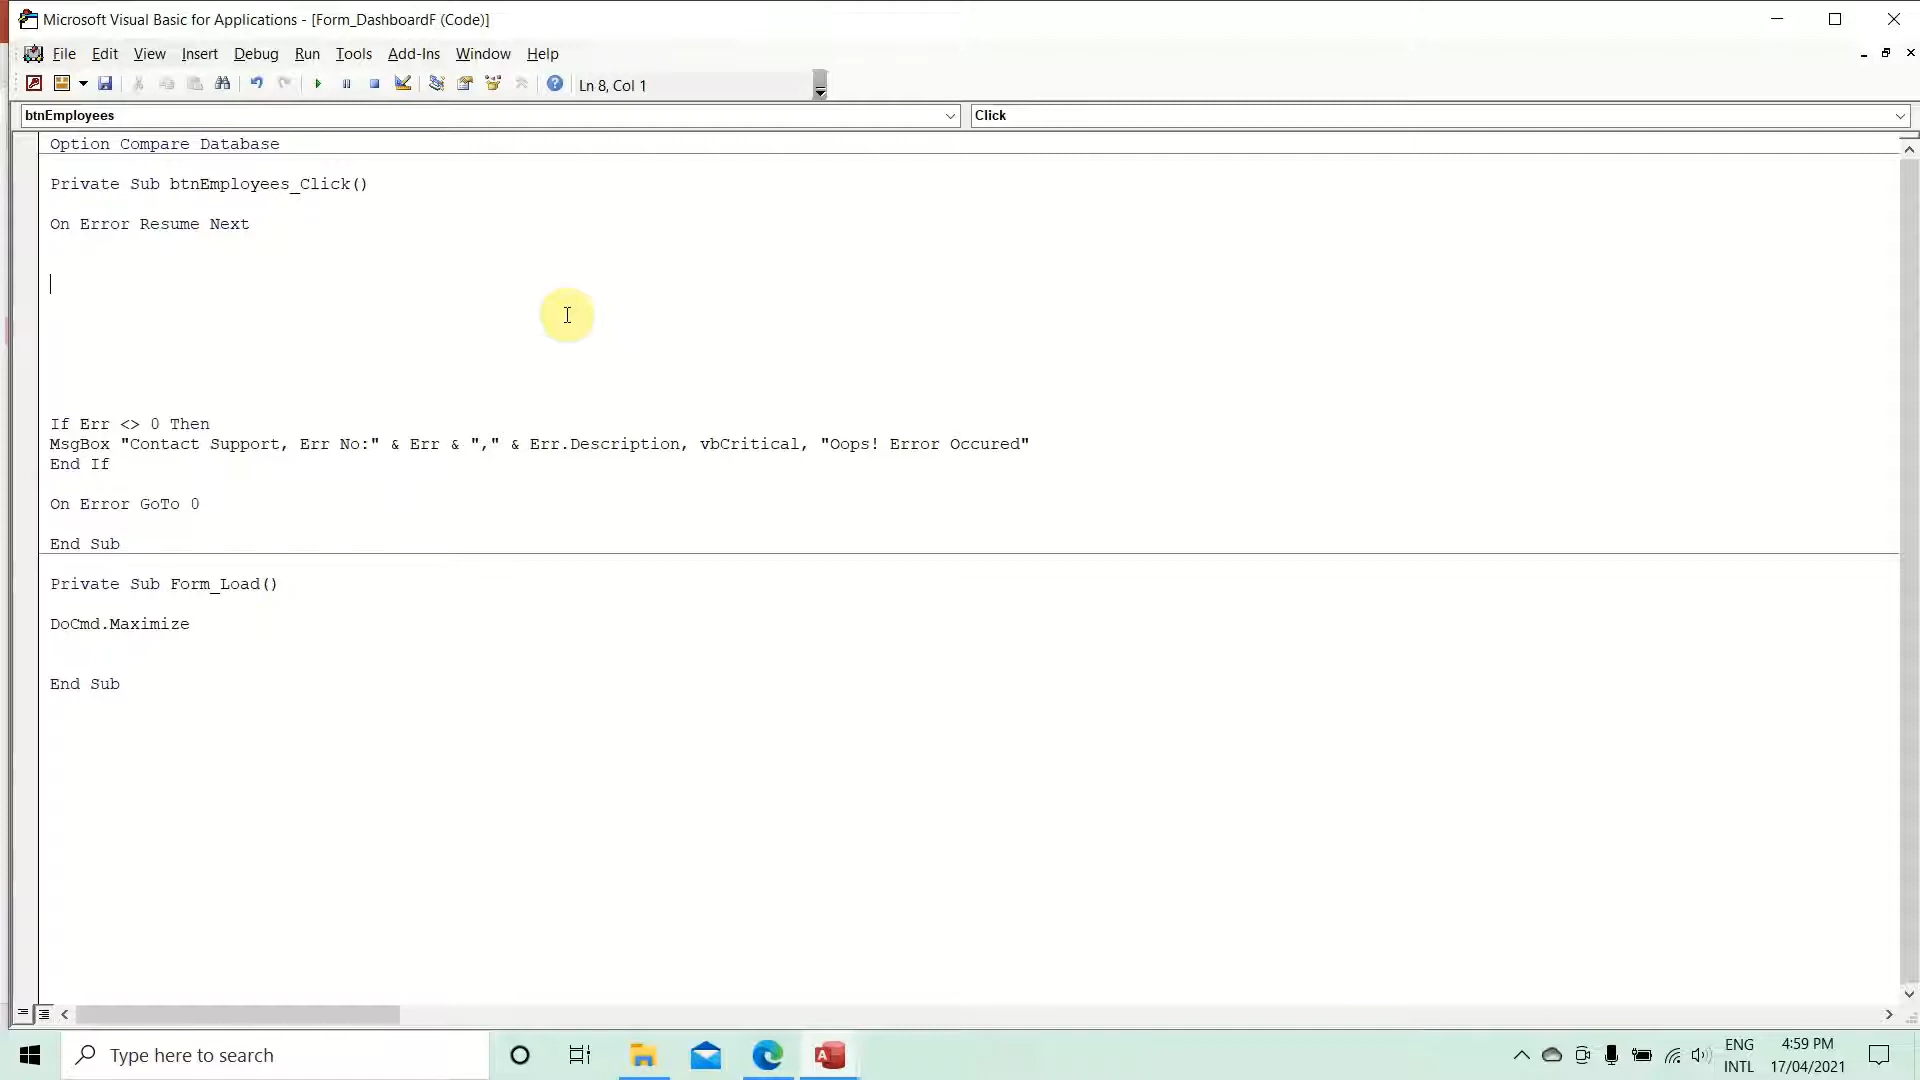 Microsoft Visual Basic for Applications - [Form_DashboardF (Code)]
File Edit View Insert Debug Run Tools Add-Ins Window Help
Ln 8, Col 1
btnEmployees
Click
Option Compare Database
Private Sub btnEmployees_Click()
On Error Resume Next
If Err <> 0 Then
MsgBox "Contact Support, Err No:" & Err & "," & Err.Description, vbCritical, "Oops! Error Occured"
End If
On Error GoTo 0
End Sub
Private Sub Form_Load()
DoCmd.Maximize
End Sub
Type here to search
ENG
INTL
4:59 PM
17/04/2021